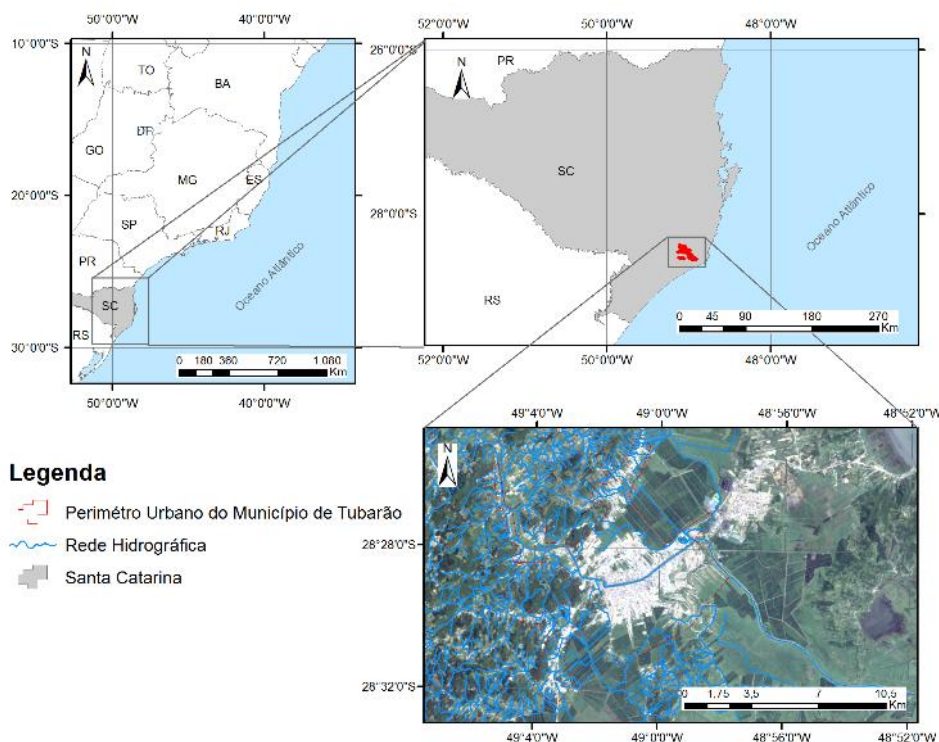 50°0'0"W 40°0'0"W
10°0'0"S
20°0'0"S
30°0'0"S
N
TO
BA
DF
GO
MG
ES
SP
RJ
PR
SC
RS
Oceano Atlântico
0 180 360 720 1.080
Km
50°0'0"W 40°0'0"W
52°0'0"W 50°0'0"W 48°0'0"W
26°0'0"S
28°0'0"S
N
PR
SC
RS
Oceano Atlântico
0 45 90 180 270
Km
52°0'0"W 50°0'0"W 48°0'0"W
49°4'0"W 49°0'0"W 48°56'0"W 48°52'0"W
N
28°28'0"S
28°32'0"S
0 1,75 3,5 7 10,5
Km
49°4'0"W 49°0'0"W 48°56'0"W 48°52'0"W
Legenda
Perimétro Urbano do Município de Tubarão
Rede Hidrográfica
Santa Catarina